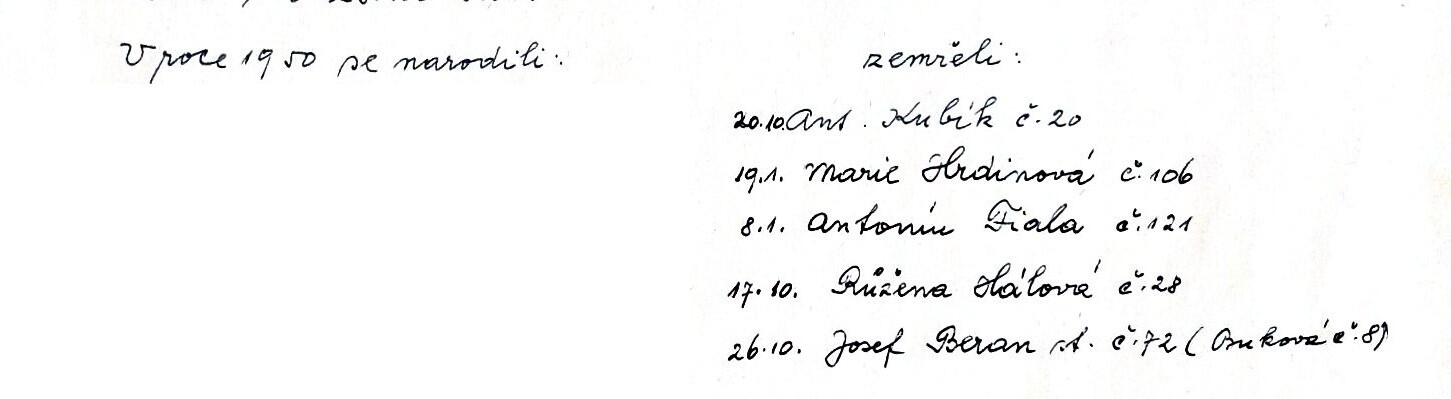 V roce 1950 se narodili: zemřeli:
20.10. Ant. Kubík č. 20
19.1. Marie Hrdinová č. 106
8.1. Antonín Fiala č. 121
17.10. Růžena Hálová č. 28
26.10. Josef Beran st. č. 72 (Buková č. 8)